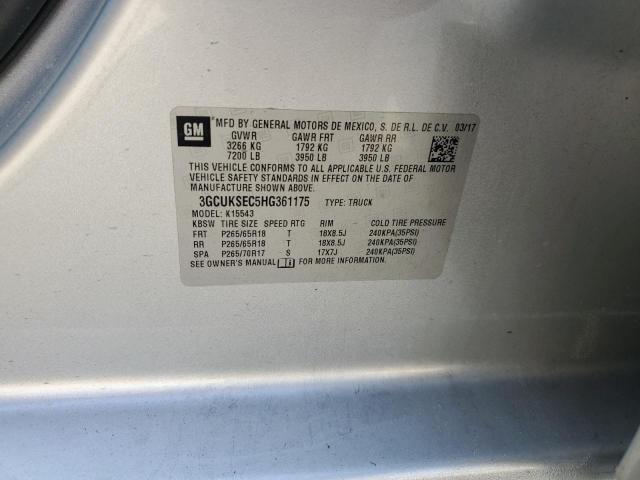 GM
MFD BY GENERAL MOTORS DE MEXICO, S. DE R.L. DE C.V. 03/17
GVWR GAWR FRT GAWR RR
3266 KG 1792 KG 1792 KG
7200 LB 3950 LB 3950 LB
THIS VEHICLE CONFORMS TO ALL APPLICABLE U.S. FEDERAL MOTOR
VEHICLE SAFETY STANDARDS IN EFFECT ON THE DATE OF
MANUFACTURE SHOWN ABOVE.
3GCUKSEC5HG361175 TYPE: TRUCK
MODEL: K15543
KBSW TIRE SIZE SPEED RTG RIM COLD TIRE PRESSURE
FRT P265/65R18 T 18X8.5J 240KPA(35PSI)
RR P265/65R18 T 18X8.5J 240KPA(35PSI)
SPA P265/70R17 S 17X7J 240KPA(35PSI)
SEE OWNER'S MANUAL FOR MORE INFORMATION.